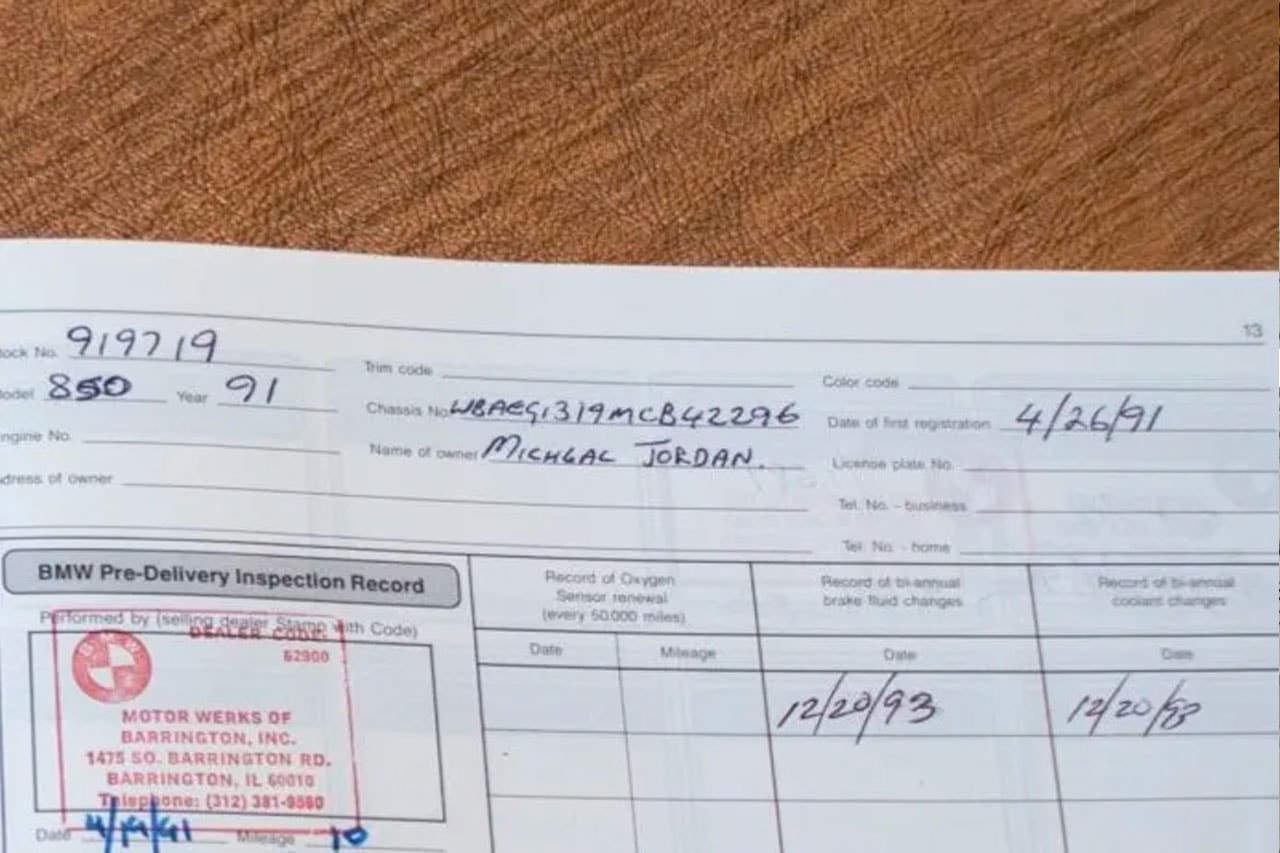 13
ock No. 919719
Trim code
Color code
odel 850 Year 91
Chassis No. WBAEG1319MCB42296
Date of first registration 4/26/91
ngine No.
Name of owner MICHEAL JORDAN.
License plate No.
dress of owner
Tel. No. - business
Tel. No. - home
BMW Pre-Delivery Inspection Record
Performed by (selling dealer Stamp with Code)
DEALER CODE:
62900
BMW
MOTOR WERKS OF
BARRINGTON, INC.
1475 SO. BARRINGTON RD.
BARRINGTON, IL 60010
Telephone: (312) 381-
Date Mileage 10
Record of Oxygen
Sensor renewal
(every 50,000 miles)
Date Mileage
Record of bi-annual
brake fluid changes
Date
12/20/93
Record of bi-annual
coolant changes
Date
12/20/93